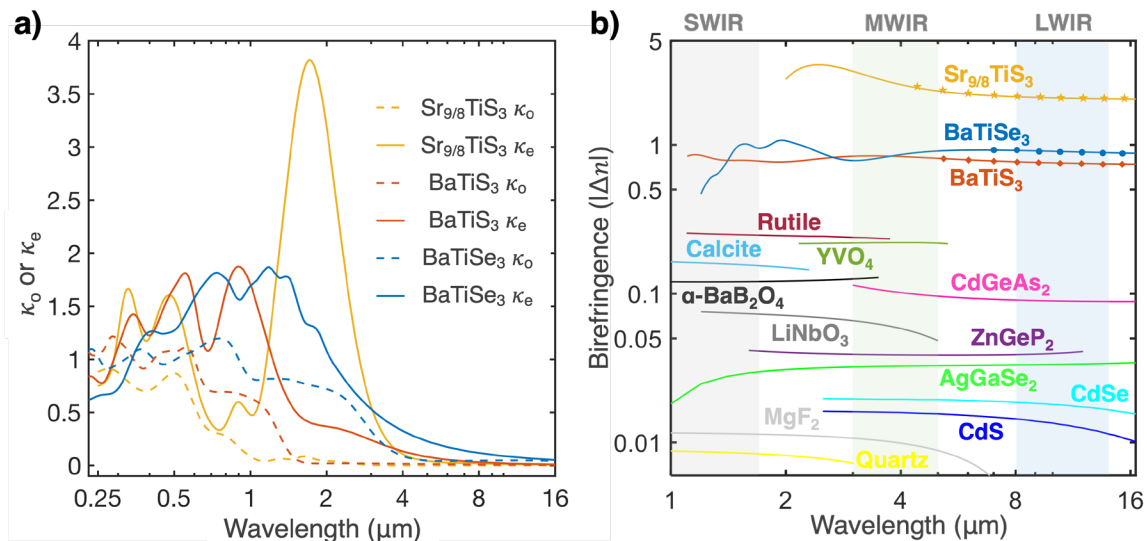 a)
4
3.5
3
2.5
2
1.5
1
0.5
0
κo or κe
Sr9/8TiS3 κo
Sr9/8TiS3 κe
BaTiS3 κo
BaTiS3 κe
BaTiSe3 κo
BaTiSe3 κe
0.25 0.5 1 2 4 8 16
Wavelength (µm)
b)
SWIR MWIR LWIR
5
1
0.5
0.1
0.05
0.01
Birefringence (|Δn|)
Sr9/8TiS3
BaTiSe3
BaTiS3
Rutile
Calcite
YVO4
CdGeAs2
α-BaB2O4
LiNbO3
ZnGeP2
AgGaSe2
CdSe
MgF2
CdS
Quartz
1 2 4 8 16
Wavelength (µm)